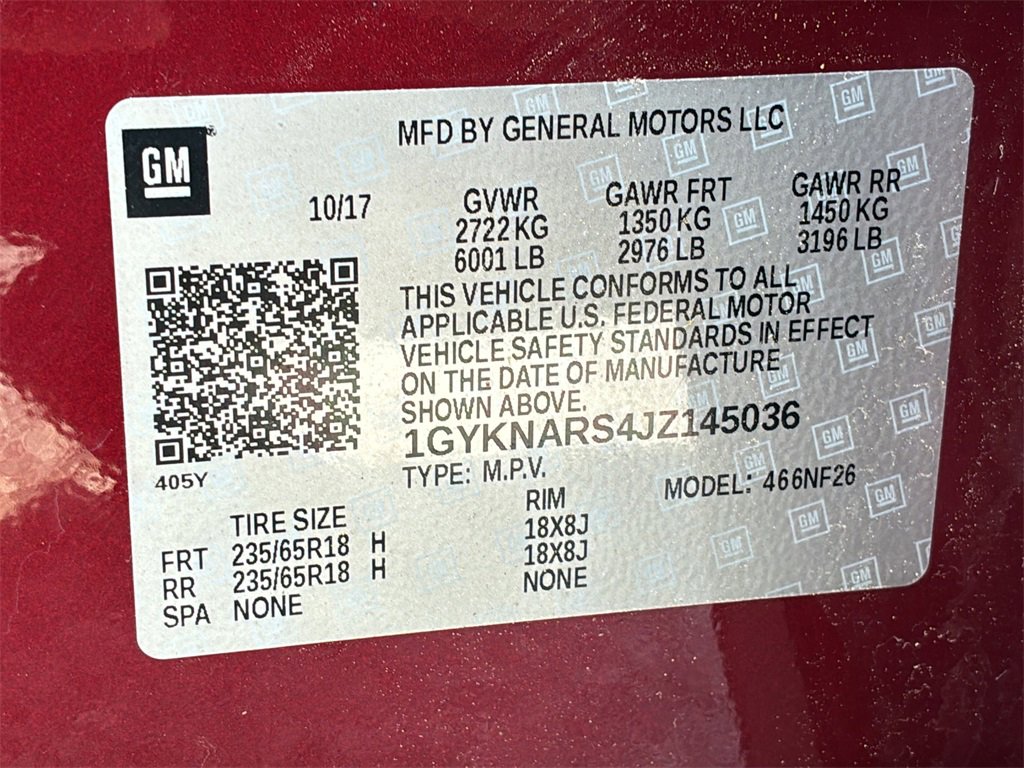 GM
MFD BY GENERAL MOTORS LLC
10/17
GVWR GAWR FRT GAWR RR
2722 KG 1350 KG 1450 KG
6001 LB 2976 LB 3196 LB
THIS VEHICLE CONFORMS TO ALL
APPLICABLE U.S. FEDERAL MOTOR
VEHICLE SAFETY STANDARDS IN EFFECT
ON THE DATE OF MANUFACTURE
SHOWN ABOVE.
1GYKNARS4JZ145036
405Y
TYPE: M.P.V. MODEL: 466NF26
TIRE SIZE RIM
FRT 235/65R18 H 18X8J
RR 235/65R18 H 18X8J
SPA NONE NONE